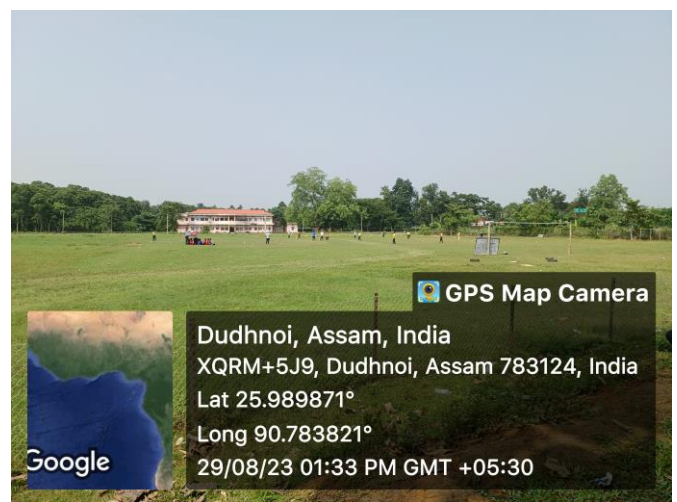 GPS Map Camera
Dudhnoi, Assam, India
XQRM+5J9, Dudhnoi, Assam 783124, India
Lat 25.989871°
Long 90.783821°
29/08/23 01:33 PM GMT +05:30
Google